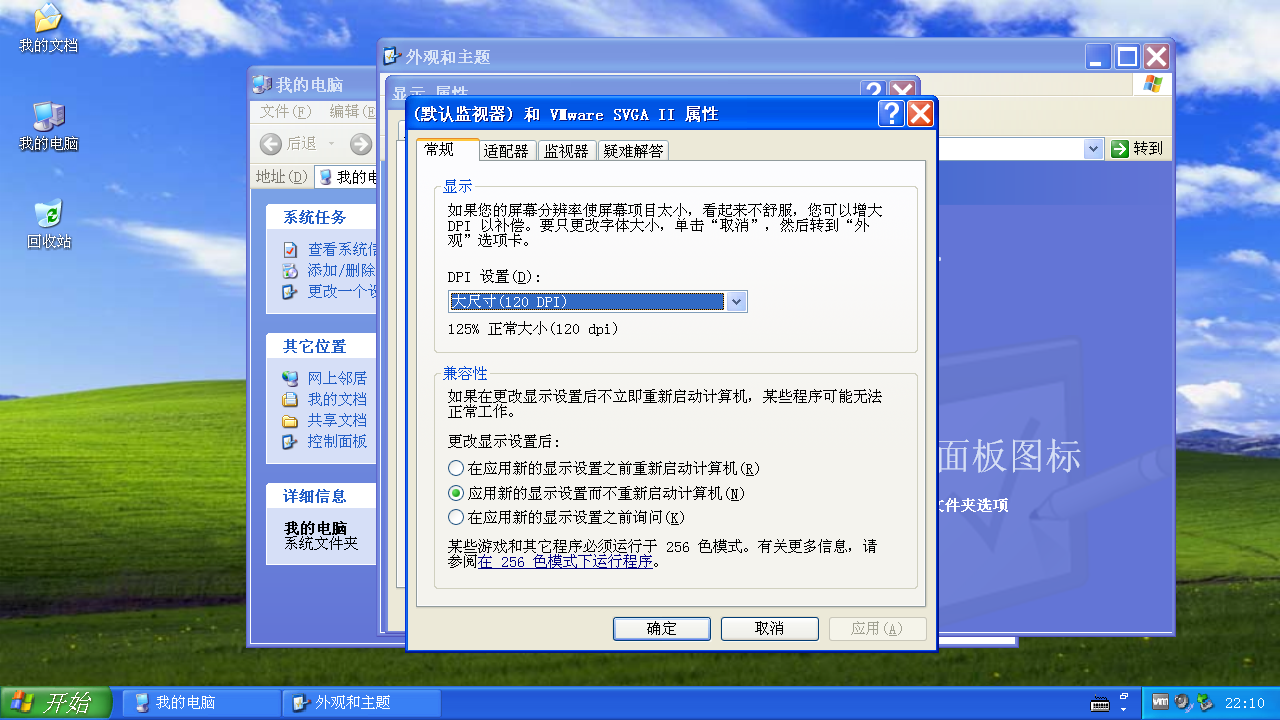 我的文档
我的电脑
回收站
外观和主题
我的电脑
文件(F) 编辑(E
后退
地址(D) 我的电
转到
系统任务
查看系统信
添加/删除
更改一个设
其它位置
网上邻居
我的文档
共享文档
控制面板
详细信息
我的电脑
系统文件夹
显示 属性
面板图标
文件夹选项
(默认监视器) 和 VMware SVGA II 属性
常规 适配器 监视器 疑难解答
显示
如果您的屏幕分辨率使屏幕项目太小，看起来不舒服，您可以增大
DPI 以补偿。要只更改字体大小，单击“取消”，然后转到“外
观”选项卡。
DPI 设置(D):
大尺寸(120 DPI)
125% 正常大小(120 dpi)
兼容性
如果在更改显示设置后不立即重新启动计算机，某些程序可能无法
正常工作。
更改显示设置后:
在应用新的显示设置之前重新启动计算机(R)
应用新的显示设置而不重新启动计算机(N)
在应用新的显示设置之前询问(K)
某些游戏和其它程序必须运行于 256 色模式。有关更多信息，请
参阅在 256 色模式下运行程序。
确定 取消 应用(A)
开始 我的电脑 外观和主题 22:10